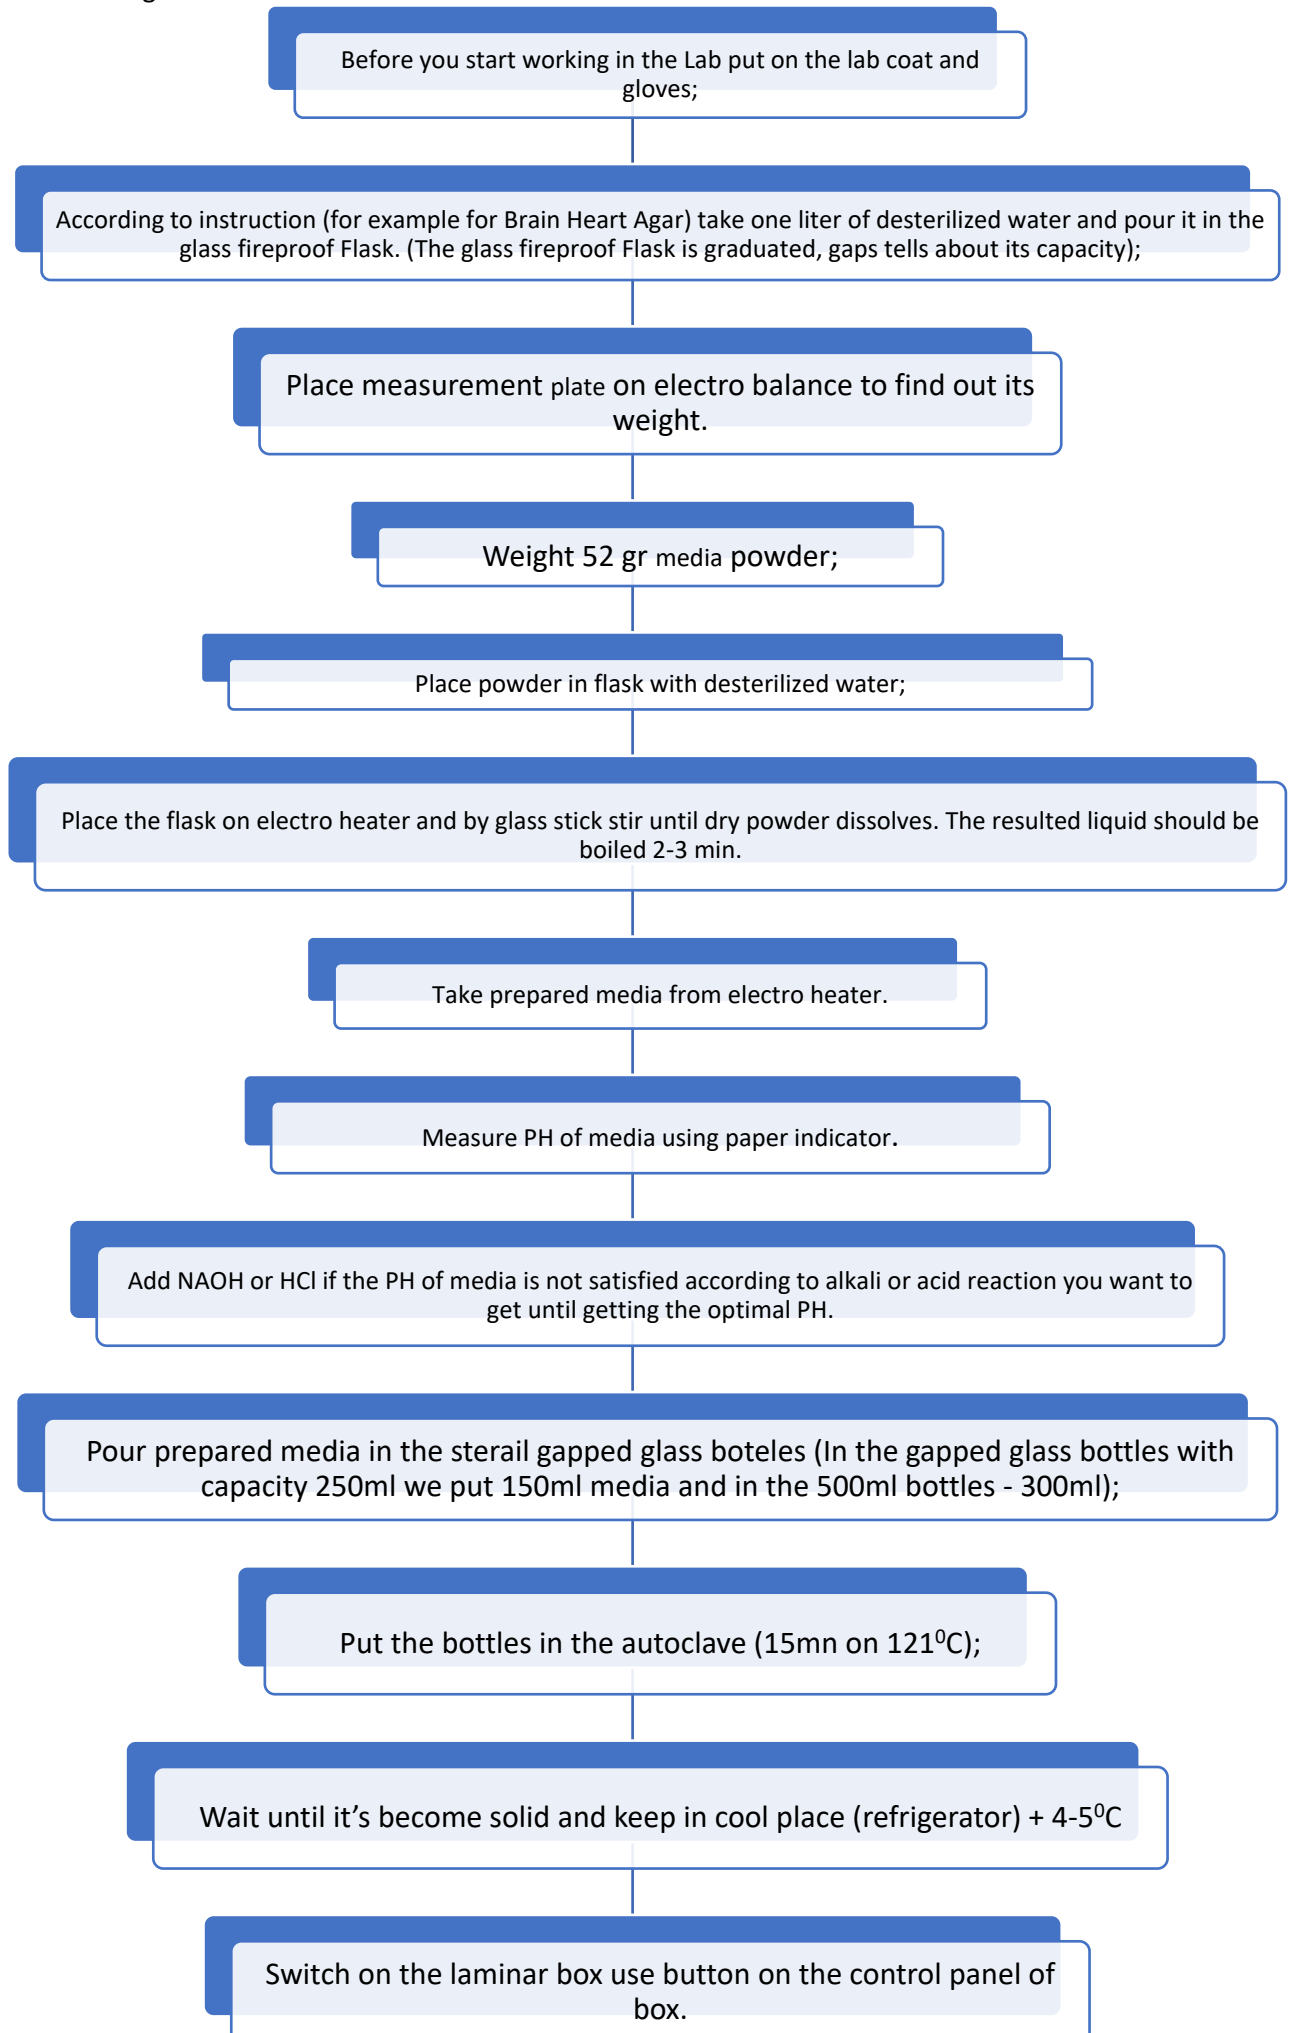 Before you start working in the Lab put on the lab coat and
gloves;
According to instruction (for example for Brain Heart Agar) take one liter of desterilized water and pour it in the
glass fireproof Flask. (The glass fireproof Flask is graduated, gaps tells about its capacity);
Place measurement plate on electro balance to find out its
weight.
Weight 52 gr media powder;
Place powder in flask with desterilized water;
Place the flask on electro heater and by glass stick stir until dry powder dissolves. The resulted liquid should be
boiled 2-3 min.
Take prepared media from electro heater.
Measure PH of media using paper indicator.
Add NAOH or HCl if the PH of media is not satisfied according to alkali or acid reaction you want to
get until getting the optimal PH.
Pour prepared media in the sterail gapped glass boteles (In the gapped glass bottles with
capacity 250ml we put 150ml media and in the 500ml bottles - 300ml);
Put the bottles in the autoclave (15mn on 121⁰C);
Wait until it’s become solid and keep in cool place (refrigerator) + 4-5⁰C
Switch on the laminar box use button on the control panel of
box.